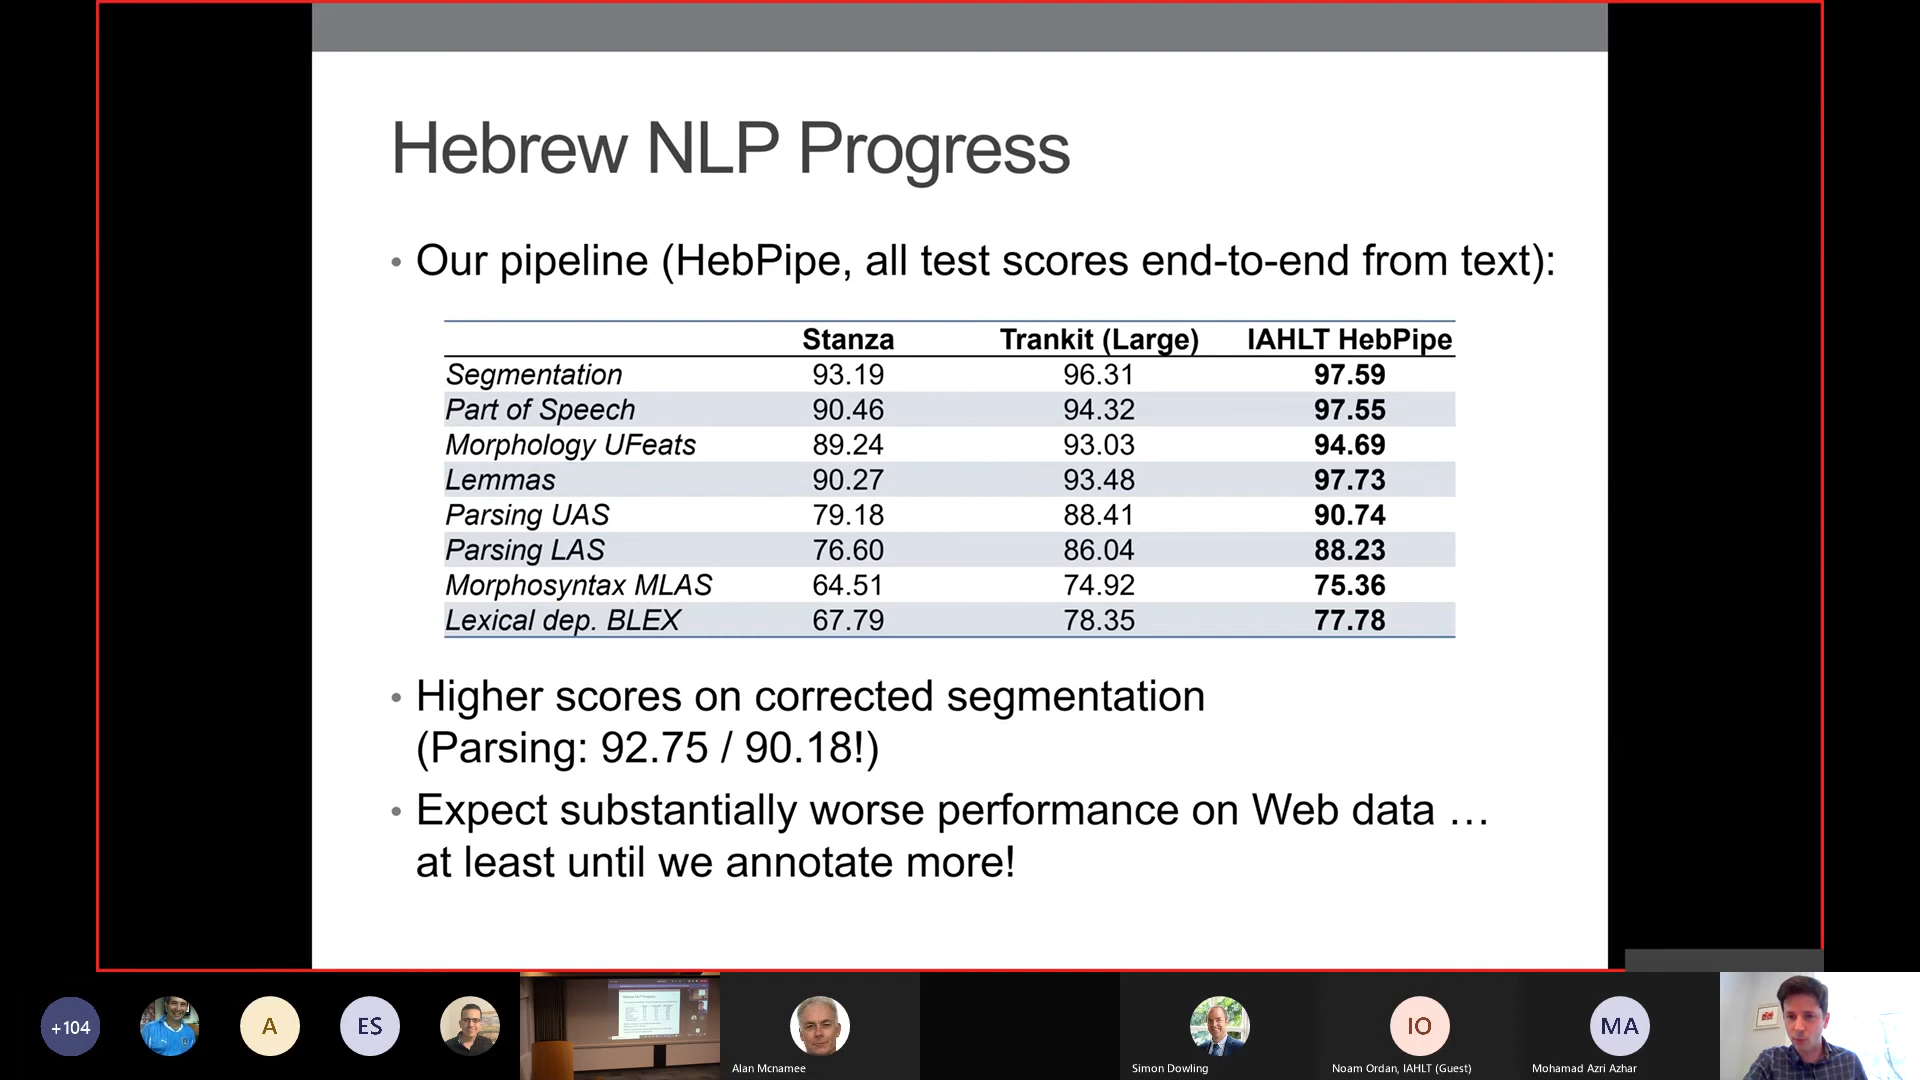 Hebrew NLP Progress
• Our pipeline (HebPipe, all test scores end-to-end from text):
Stanza Trankit (Large) IAHLT HebPipe
Segmentation 93.19 96.31 97.59
Part of Speech 90.46 94.32 97.55
Morphology UFeats 89.24 93.03 94.69
Lemmas 90.27 93.48 97.73
Parsing UAS 79.18 88.41 90.74
Parsing LAS 76.60 86.04 88.23
Morphosyntax MLAS 64.51 74.92 75.36
Lexical dep. BLEX 67.79 78.35 77.78
• Higher scores on corrected segmentation
(Parsing: 92.75 / 90.18!)
• Expect substantially worse performance on Web data …
at least until we annotate more!
+104 A ES IO MA
Alan Mcnamee Simon Dowling Noam Ordan, IAHLT (Guest) Mohamad Azri Azhar